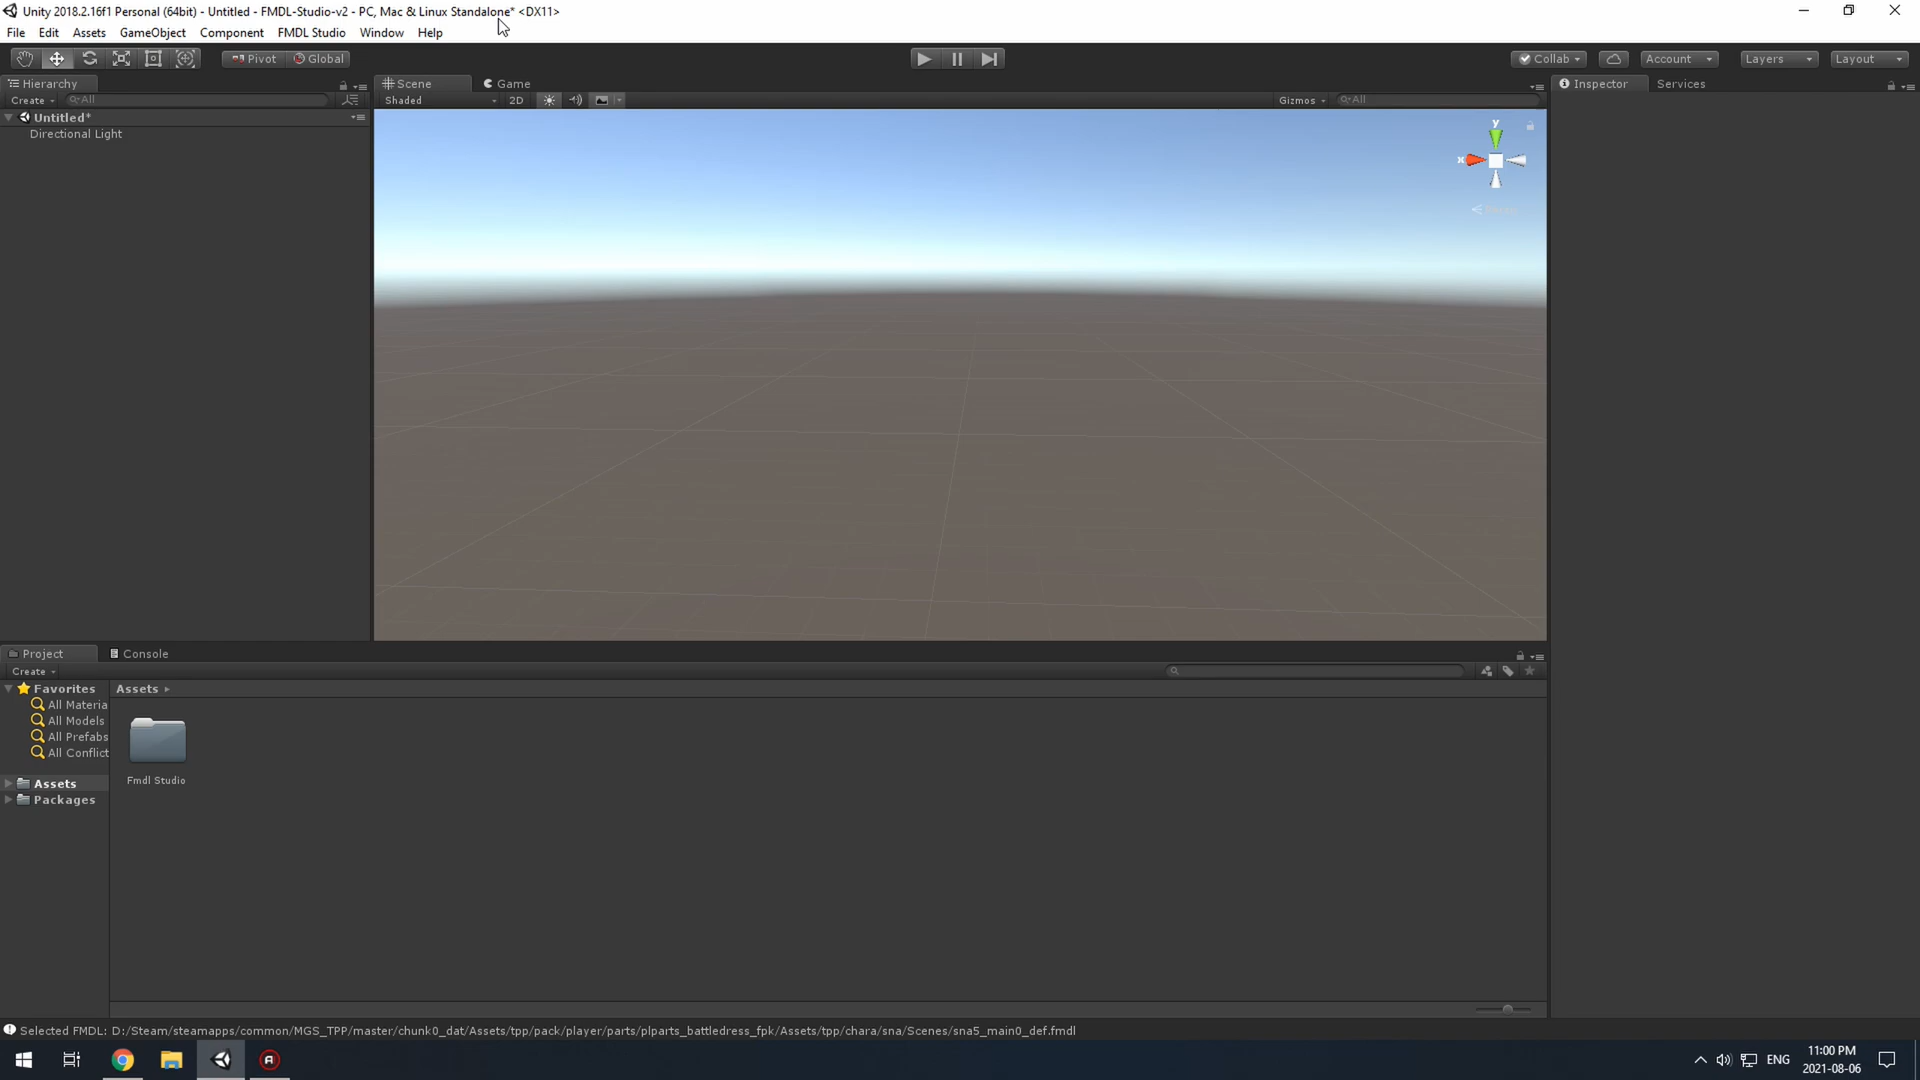 Unity 2018.2.16f1 Personal (64bit) - Untitled - FMDL-Studio-v2 - PC, Mac & Linux Standalone* <DX11>
File Edit Assets GameObject Component FMDL Studio Window Help
Pivot Global Collab Account Layers Layout
Hierarchy Scene Game Inspector Services
Create All Shaded 2D Gizmos All
Untitled*
Directional Light
y
x
Project Console
Create
Favorites Assets
All Materia
All Models
All Prefabs
All Conflict
Fmdl Studio
Assets
Packages
Selected FMDL: D:/Steam/steamapps/common/MGS_TPP/master/chunk0_dat/Assets/tpp/pack/player/parts/plparts_battledress_fpk/Assets/tpp/chara/sna/Scenes/sna5_main0_def.fmdl
ENG 11:00 PM
2021-08-06